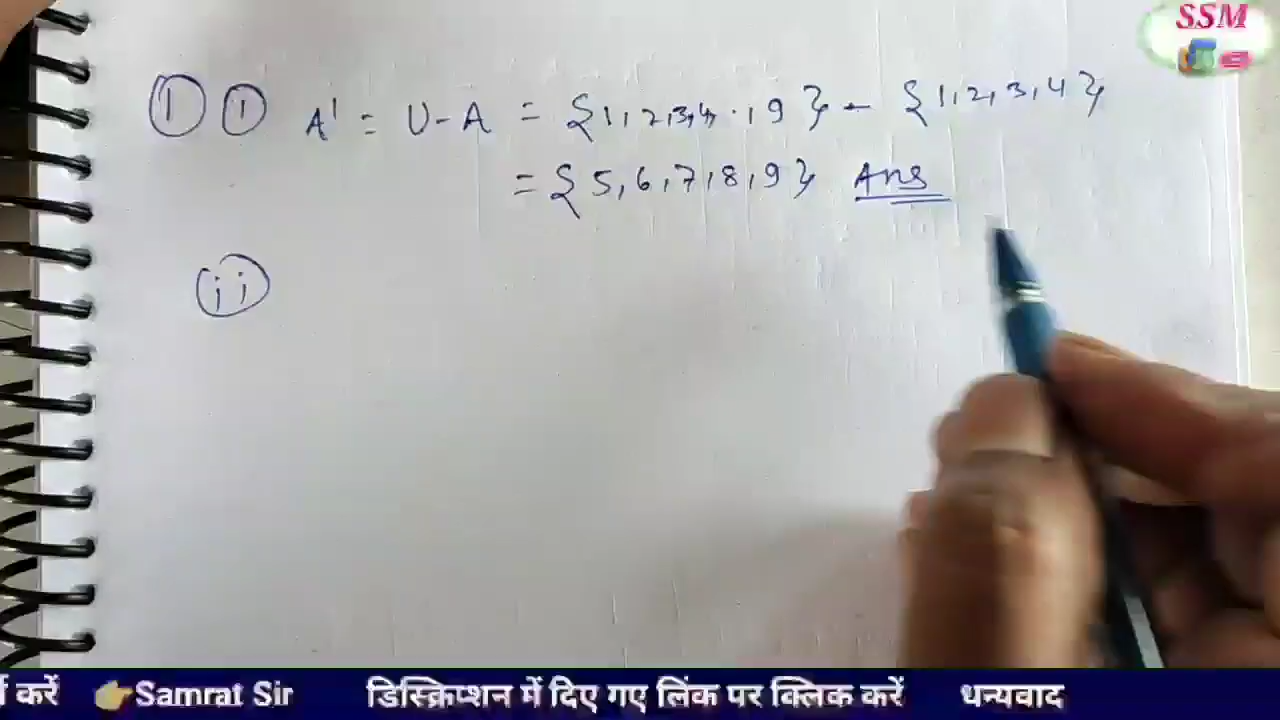 SSM
① ① A' = U-A = {1,2,3,4,..,9} - {1,2,3,4}
= {5,6,7,8,9} Ans
ii
करें 👉Samrat Sir डिस्क्रिप्शन में दिए गए लिंक पर क्लिक करें धन्यवाद